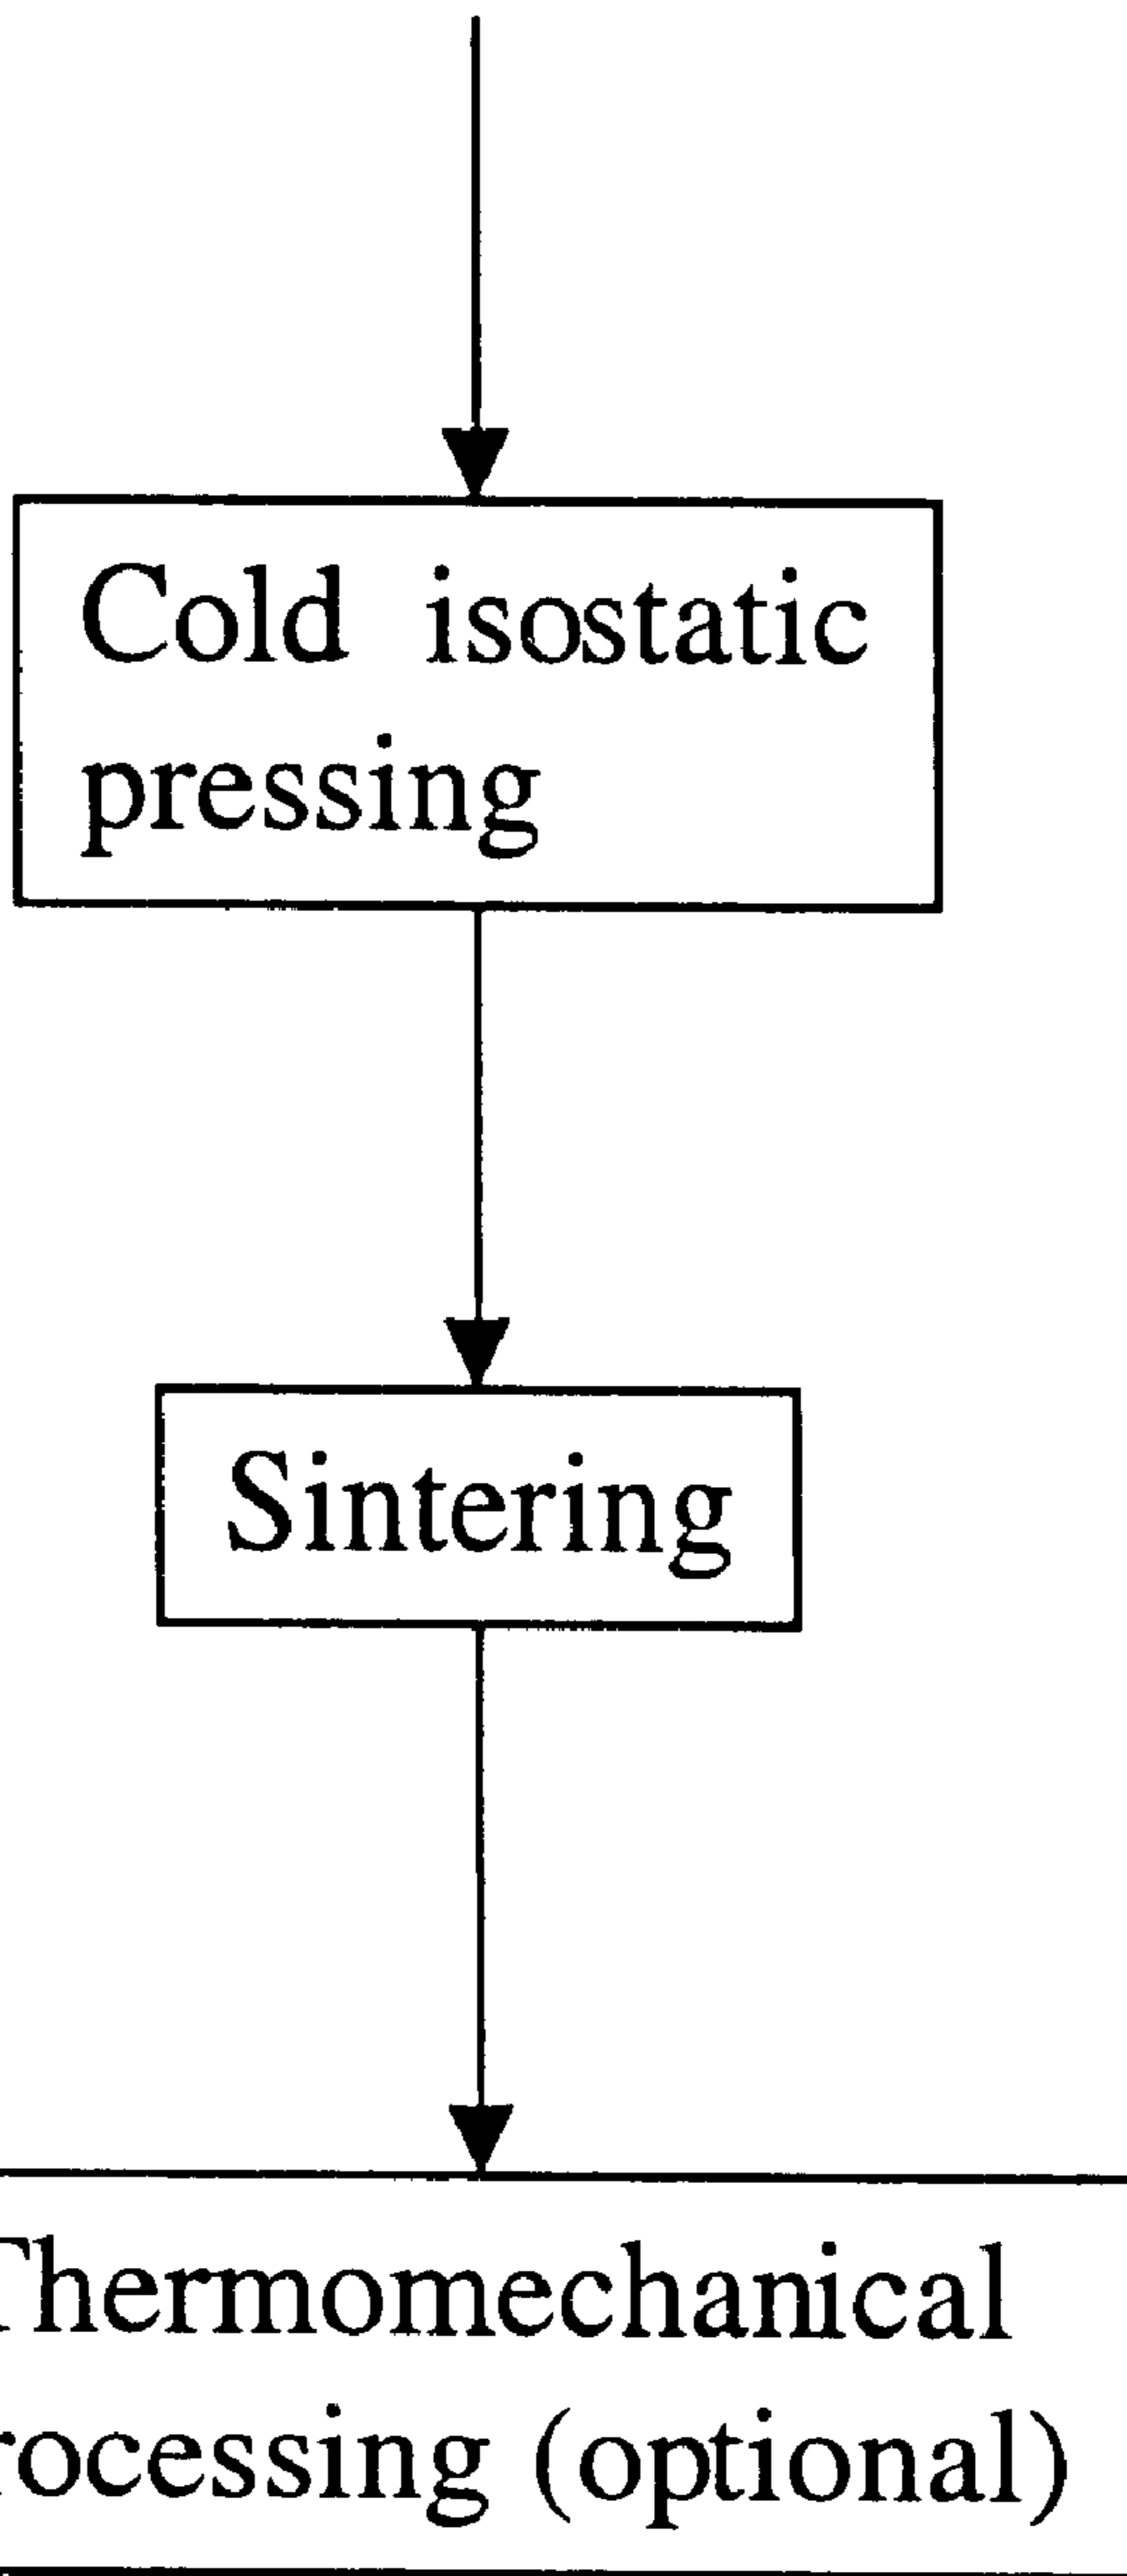 Cold isostatic
pressing
Sintering
Thermomechanical
rocessing (optional)